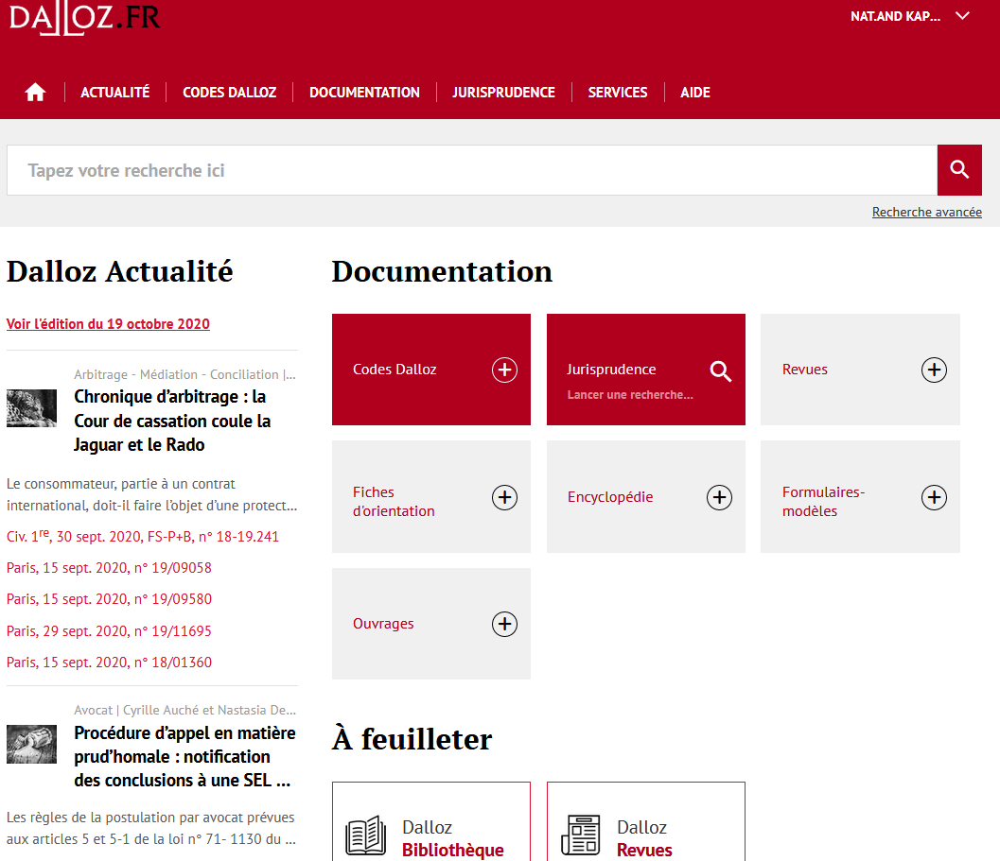 DALLOZ.FR
NAT.AND KAP...
ACTUALITÉ
CODES DALLOZ
DOCUMENTATION
JURISPRUDENCE
SERVICES
AIDE
Tapez votre recherche ici
Recherche avancée
Dalloz Actualité
Voir l'édition du 19 octobre 2020
Arbitrage - Médiation - Conciliation |...
Chronique d'arbitrage : la
Cour de cassation coule la
Jaguar et le Rado
Le consommateur, partie à un contrat
international, doit-il faire l'objet d'une protect...
Civ. 1re, 30 sept. 2020, FS-P+B, n° 18-19.241
Paris, 15 sept. 2020, n° 19/09058
Paris, 15 sept. 2020, n° 19/09580
Paris, 29 sept. 2020, n° 19/11695
Paris, 15 sept. 2020, n° 18/01360
Avocat | Cyrille Auché et Nastasia De...
Procédure d'appel en matière
prud'homale : notification
des conclusions à une SEL ...
Les règles de la postulation par avocat prévues
aux articles 5 et 5-1 de la loi n° 71- 1130 du ...
Documentation
Codes Dalloz
Jurisprudence
Lancer une recherche...
Revues
Fiches
d'orientation
Encyclopédie
Formulaires-
modèles
Ouvrages
À feuilleter
Dalloz
Bibliothèque
Dalloz
Revues